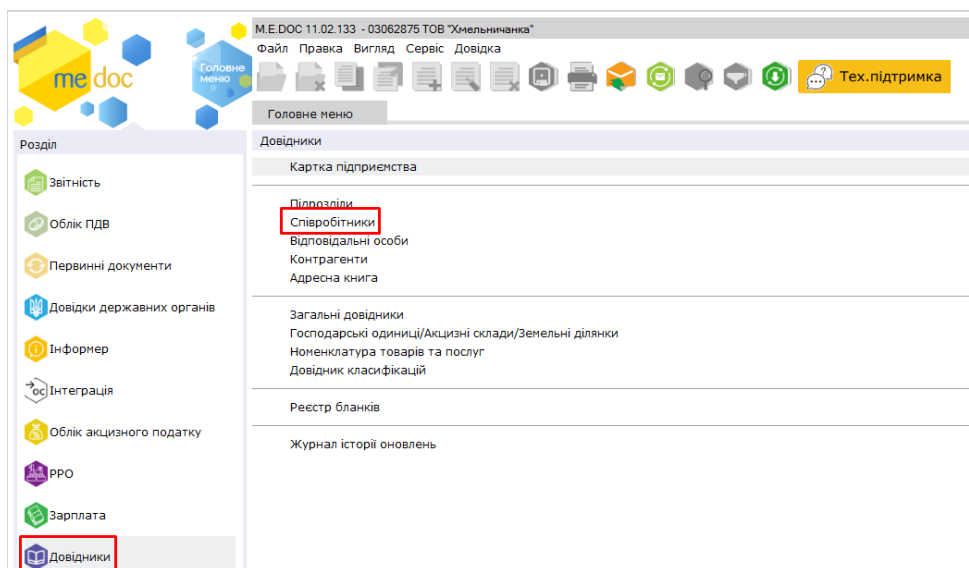 M.E.DOC 11.02.133 - 03062875 ТОВ "Хмельничанка"
Файл Правка Вигляд Сервіс Довідка
me doc
Головне
меню
Тех.підтримка
Головне меню
Розділ
Звітність
Облік ПДВ
Первинні документи
Довідки державних органів
Інформер
Інтеграція
Облік акцизного податку
РРО
Зарплата
Довідники
Довідники
Картка підприємства
Підрозділи
Співробітники
Відповідальні особи
Контрагенти
Адресна книга
Загальні довідники
Господарські одиниці/Акцизні склади/Земельні ділянки
Номенклатура товарів та послуг
Довідник класифікацій
Реєстр бланків
Журнал історії оновлень